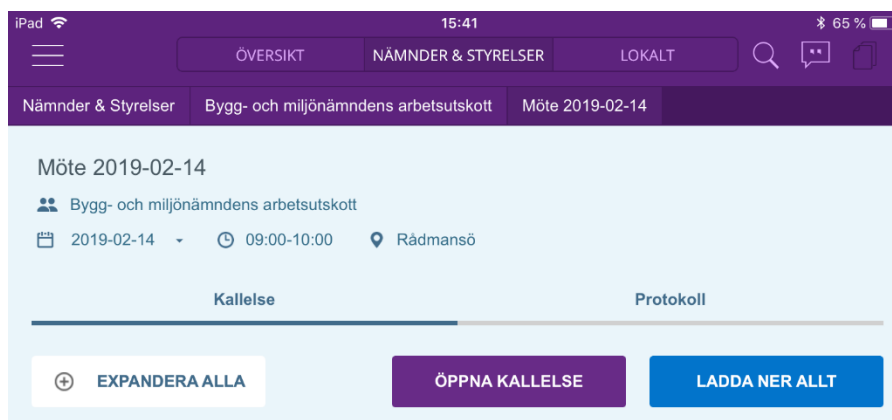 iPad 15:41 65 %
ÖVERSIKT NÄMNDER & STYRELSER LOKALT
Nämnder & Styrelser Bygg- och miljönämndens arbetsutskott Möte 2019-02-14
Möte 2019-02-14
Bygg- och miljönämndens arbetsutskott
2019-02-14 09:00-10:00 Rådmansö
Kallelse Protokoll
EXPANDERA ALLA ÖPPNA KALLELSE LADDA NER ALLT